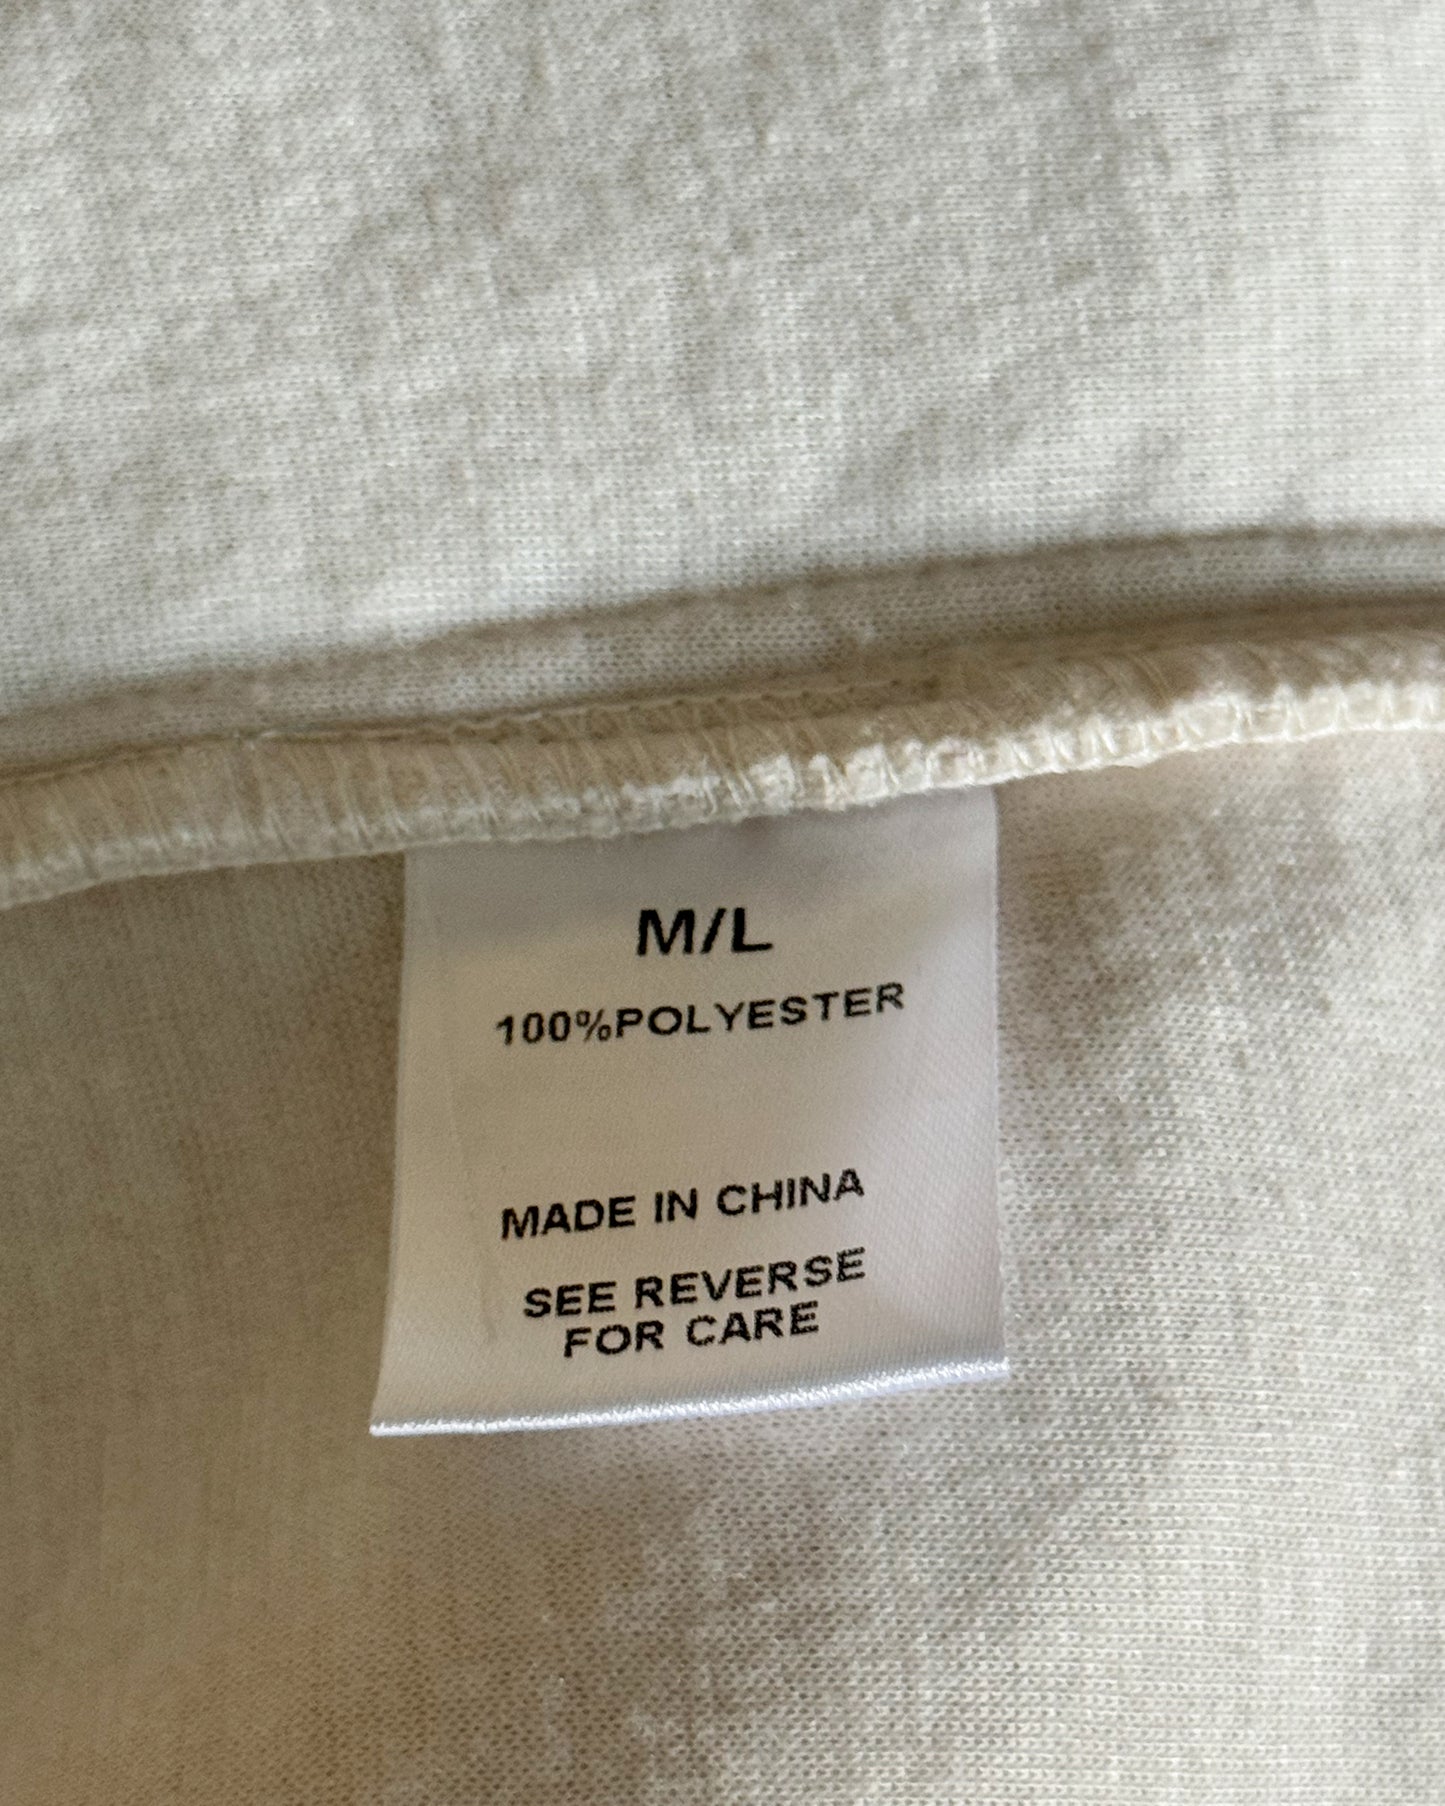 M/L
100%POLYESTER
MADE IN CHINA
SEE REVERSE
FOR CARE